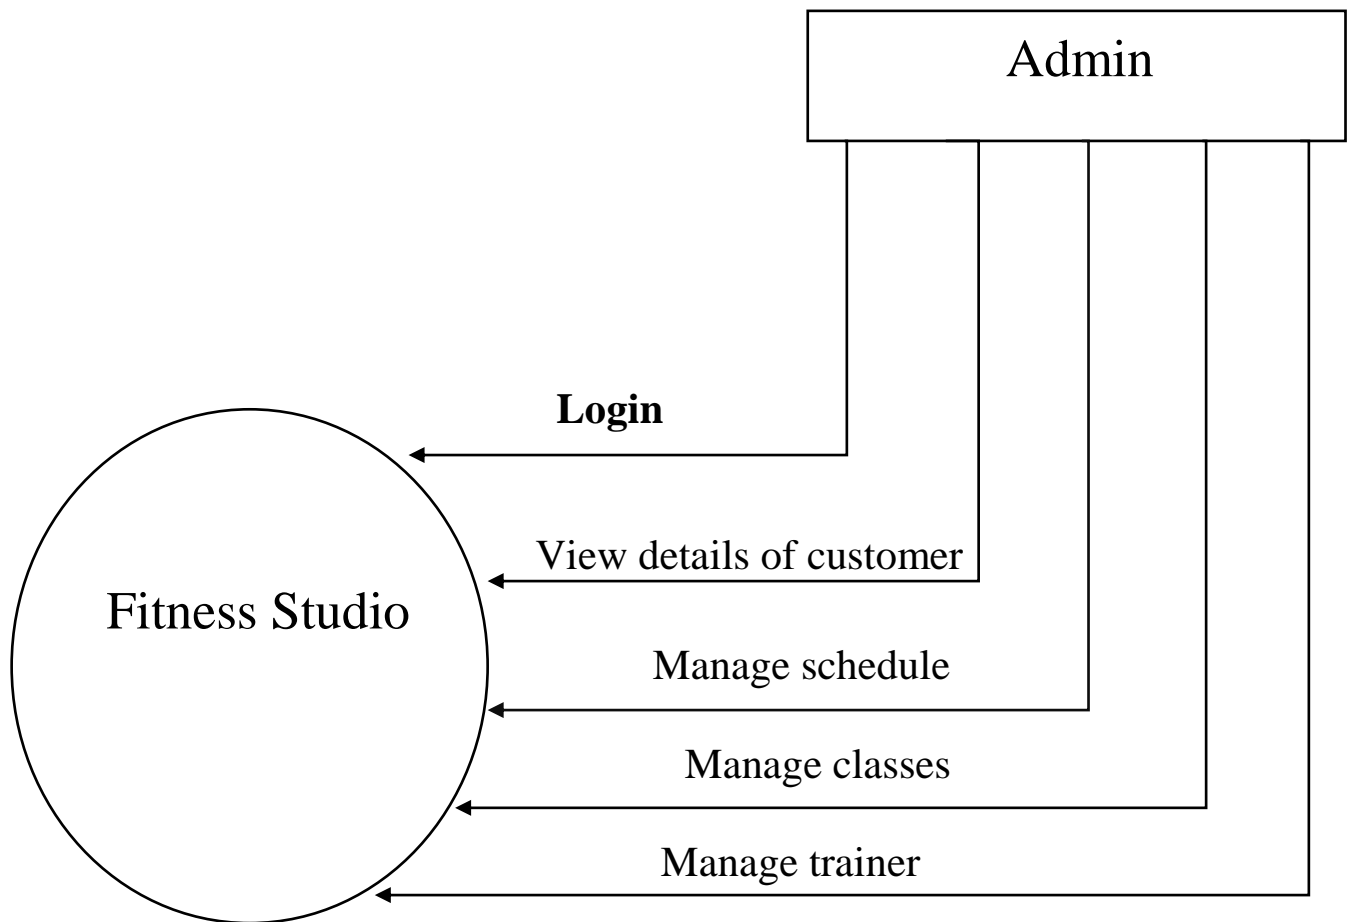 Admin
Login
View details of customer
Fitness Studio
Manage schedule
Manage classes
Manage trainer